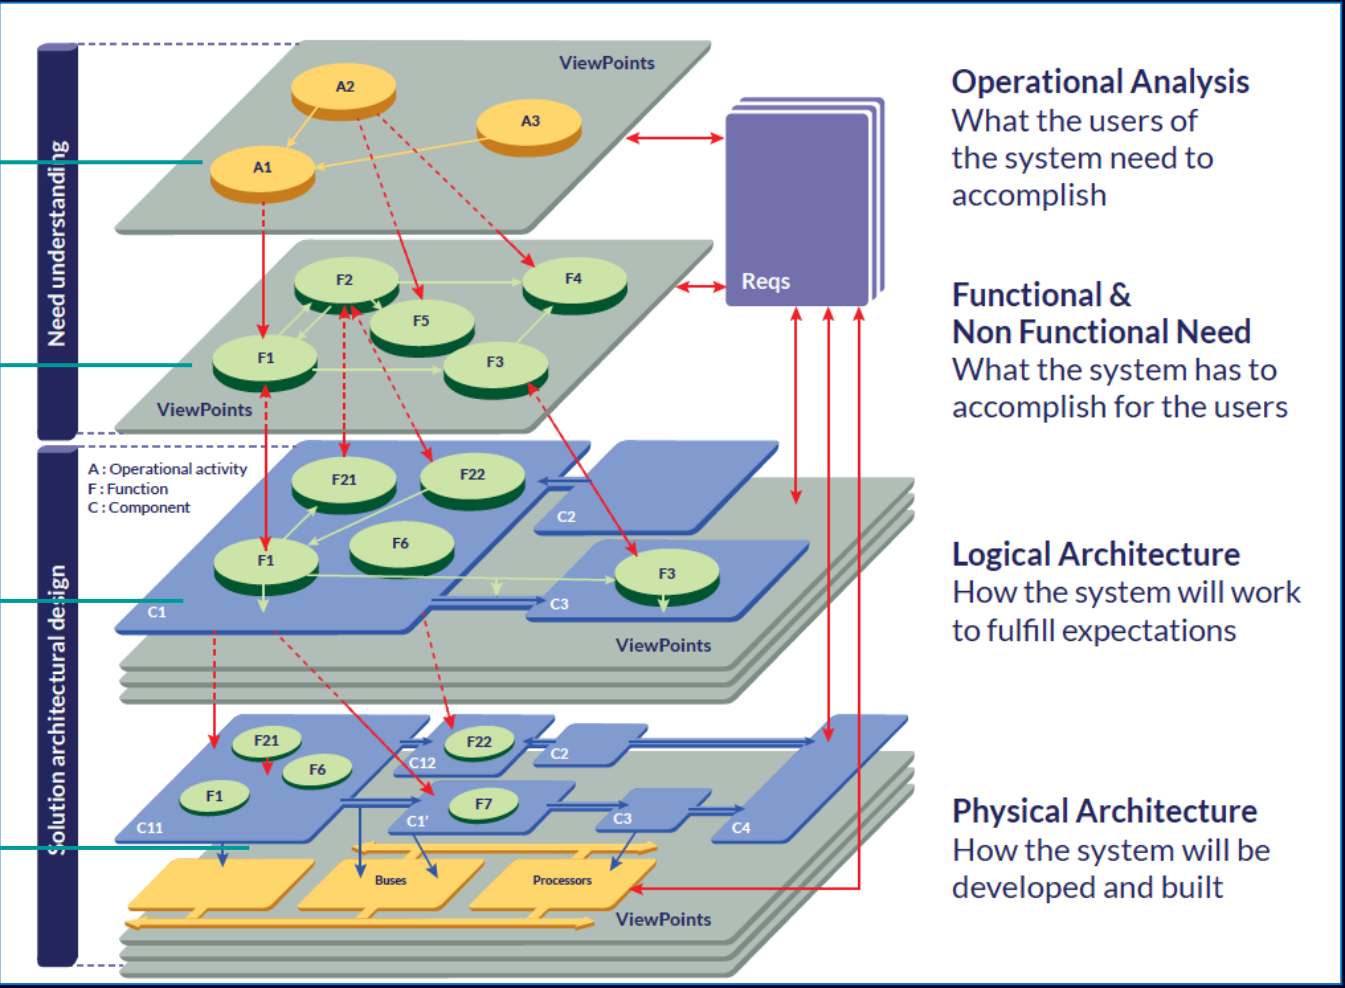 Need understanding
ViewPoints
A2
A3
A1
Operational Analysis
What the users of
the system need to
accomplish
Reqs
F2
F4
F5
F1
F3
ViewPoints
Functional &
Non Functional Need
What the system has to
accomplish for the users
Solution architectural design
A : Operational activity
F : Function
C : Component
F21
F22
F6
F1
C1
C2
F3
C3
ViewPoints
Logical Architecture
How the system will work
to fulfill expectations
F21
F6
F1
C11
F22
C12
C2
F7
C1'
C3
C4
Buses
Processors
ViewPoints
Physical Architecture
How the system will be
developed and built